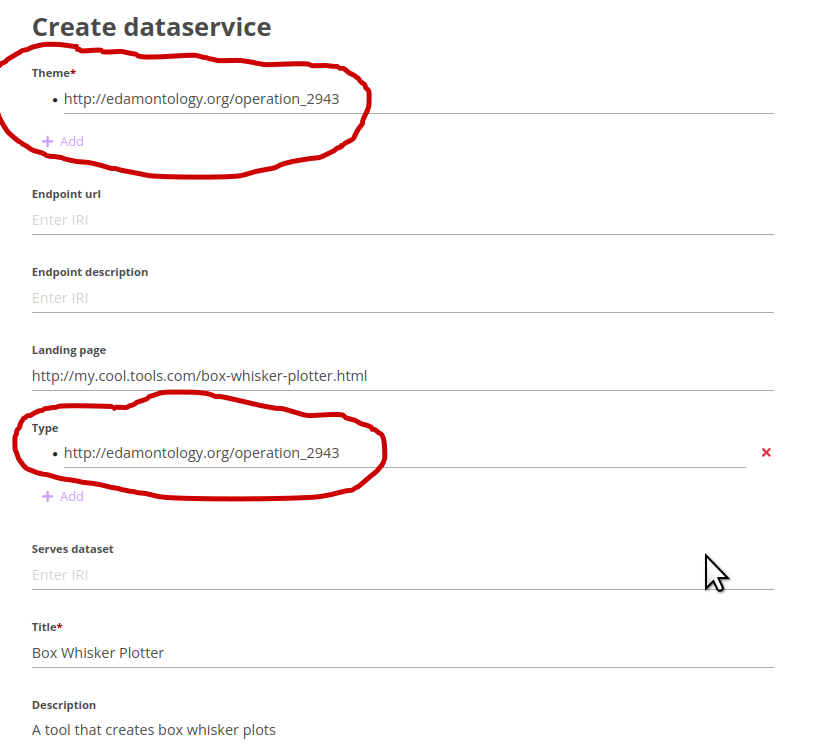 Create dataservice
Theme*
• http://edamontology.org/operation_2943
+ Add
Endpoint url
Enter IRI
Endpoint description
Enter IRI
Landing page
http://my.cool.tools.com/box-whisker-plotter.html
Type
• http://edamontology.org/operation_2943
+ Add
Serves dataset
Enter IRI
Title*
Box Whisker Plotter
Description
A tool that creates box whisker plots